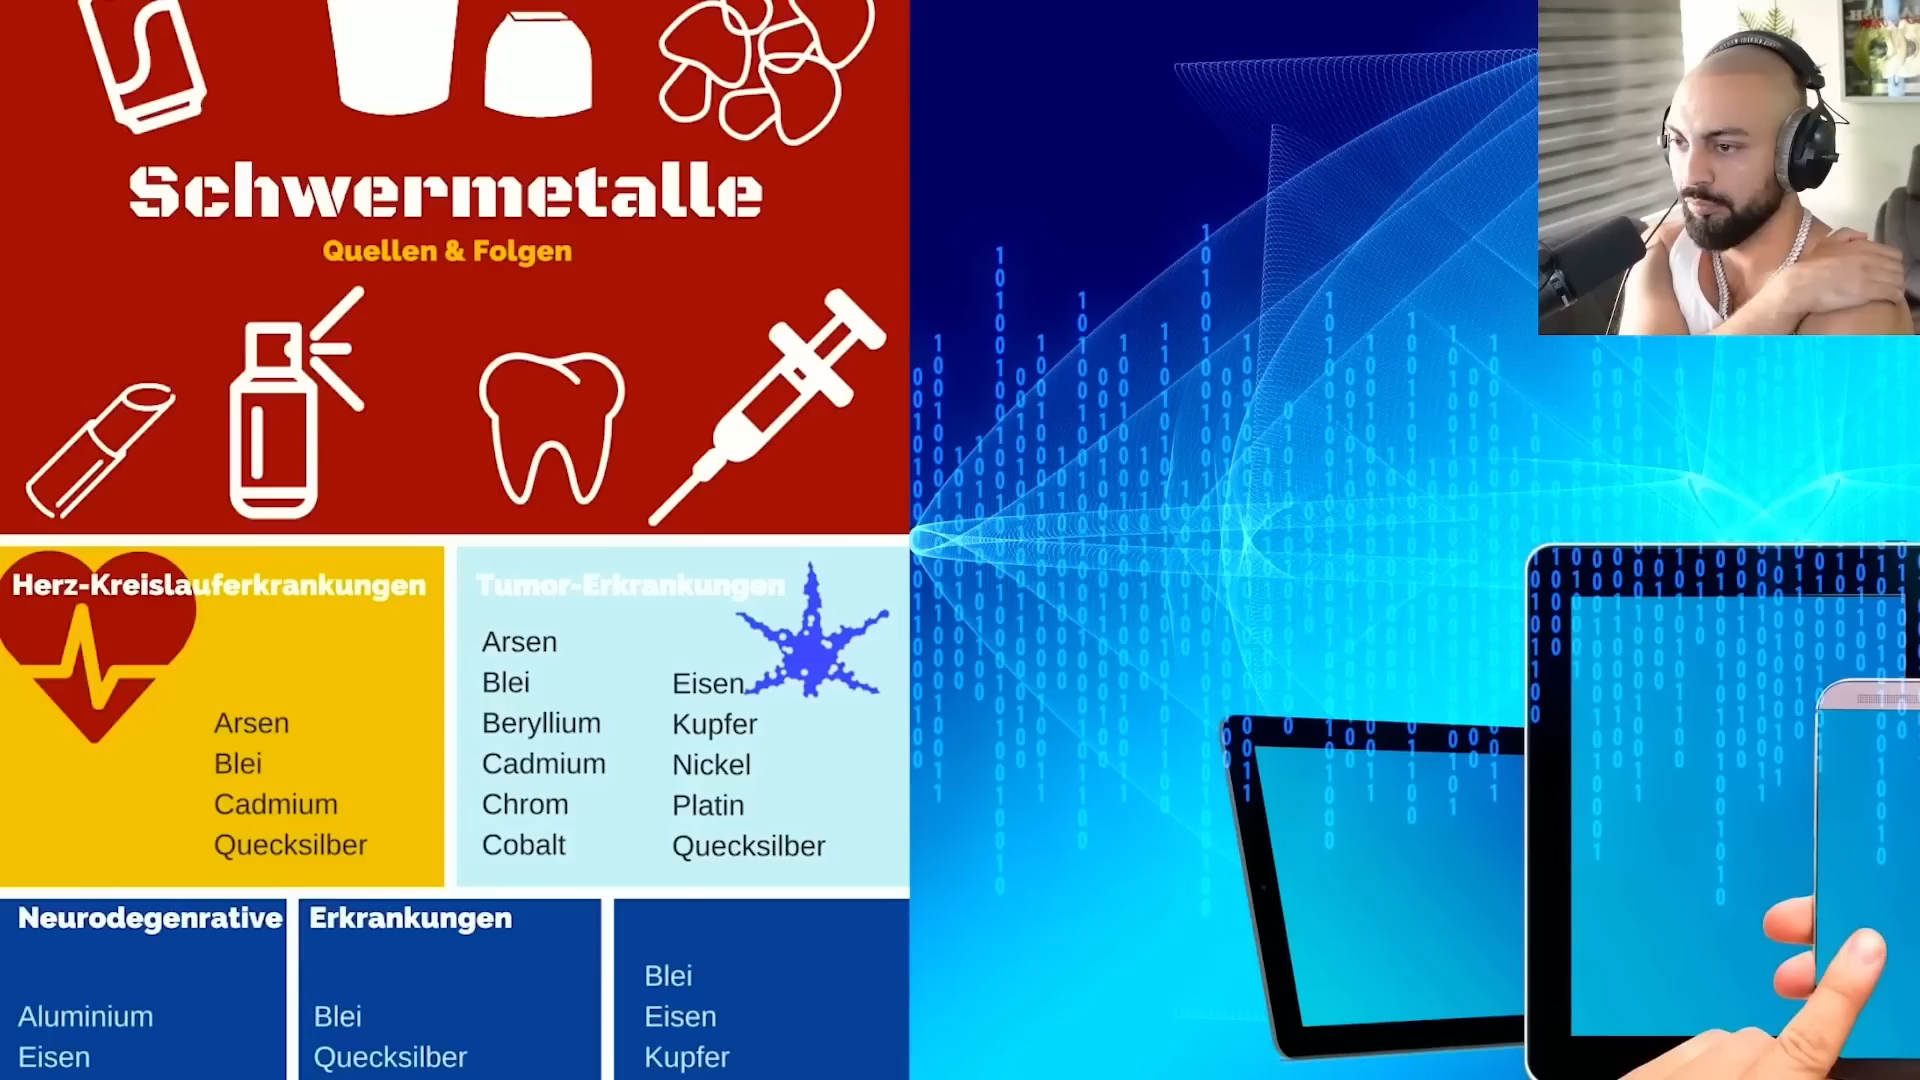 Schwermetalle
Quellen & Folgen
Herz-Kreislauferkrankungen
Arsen
Blei
Cadmium
Quecksilber
Tumor-Erkrankungen
Arsen
Blei
Beryllium
Cadmium
Chrom
Cobalt
Eisen
Kupfer
Nickel
Platin
Quecksilber
Neurodegenrative Erkrankungen
Aluminium
Eisen
Blei
Quecksilber
Blei
Eisen
Kupfer